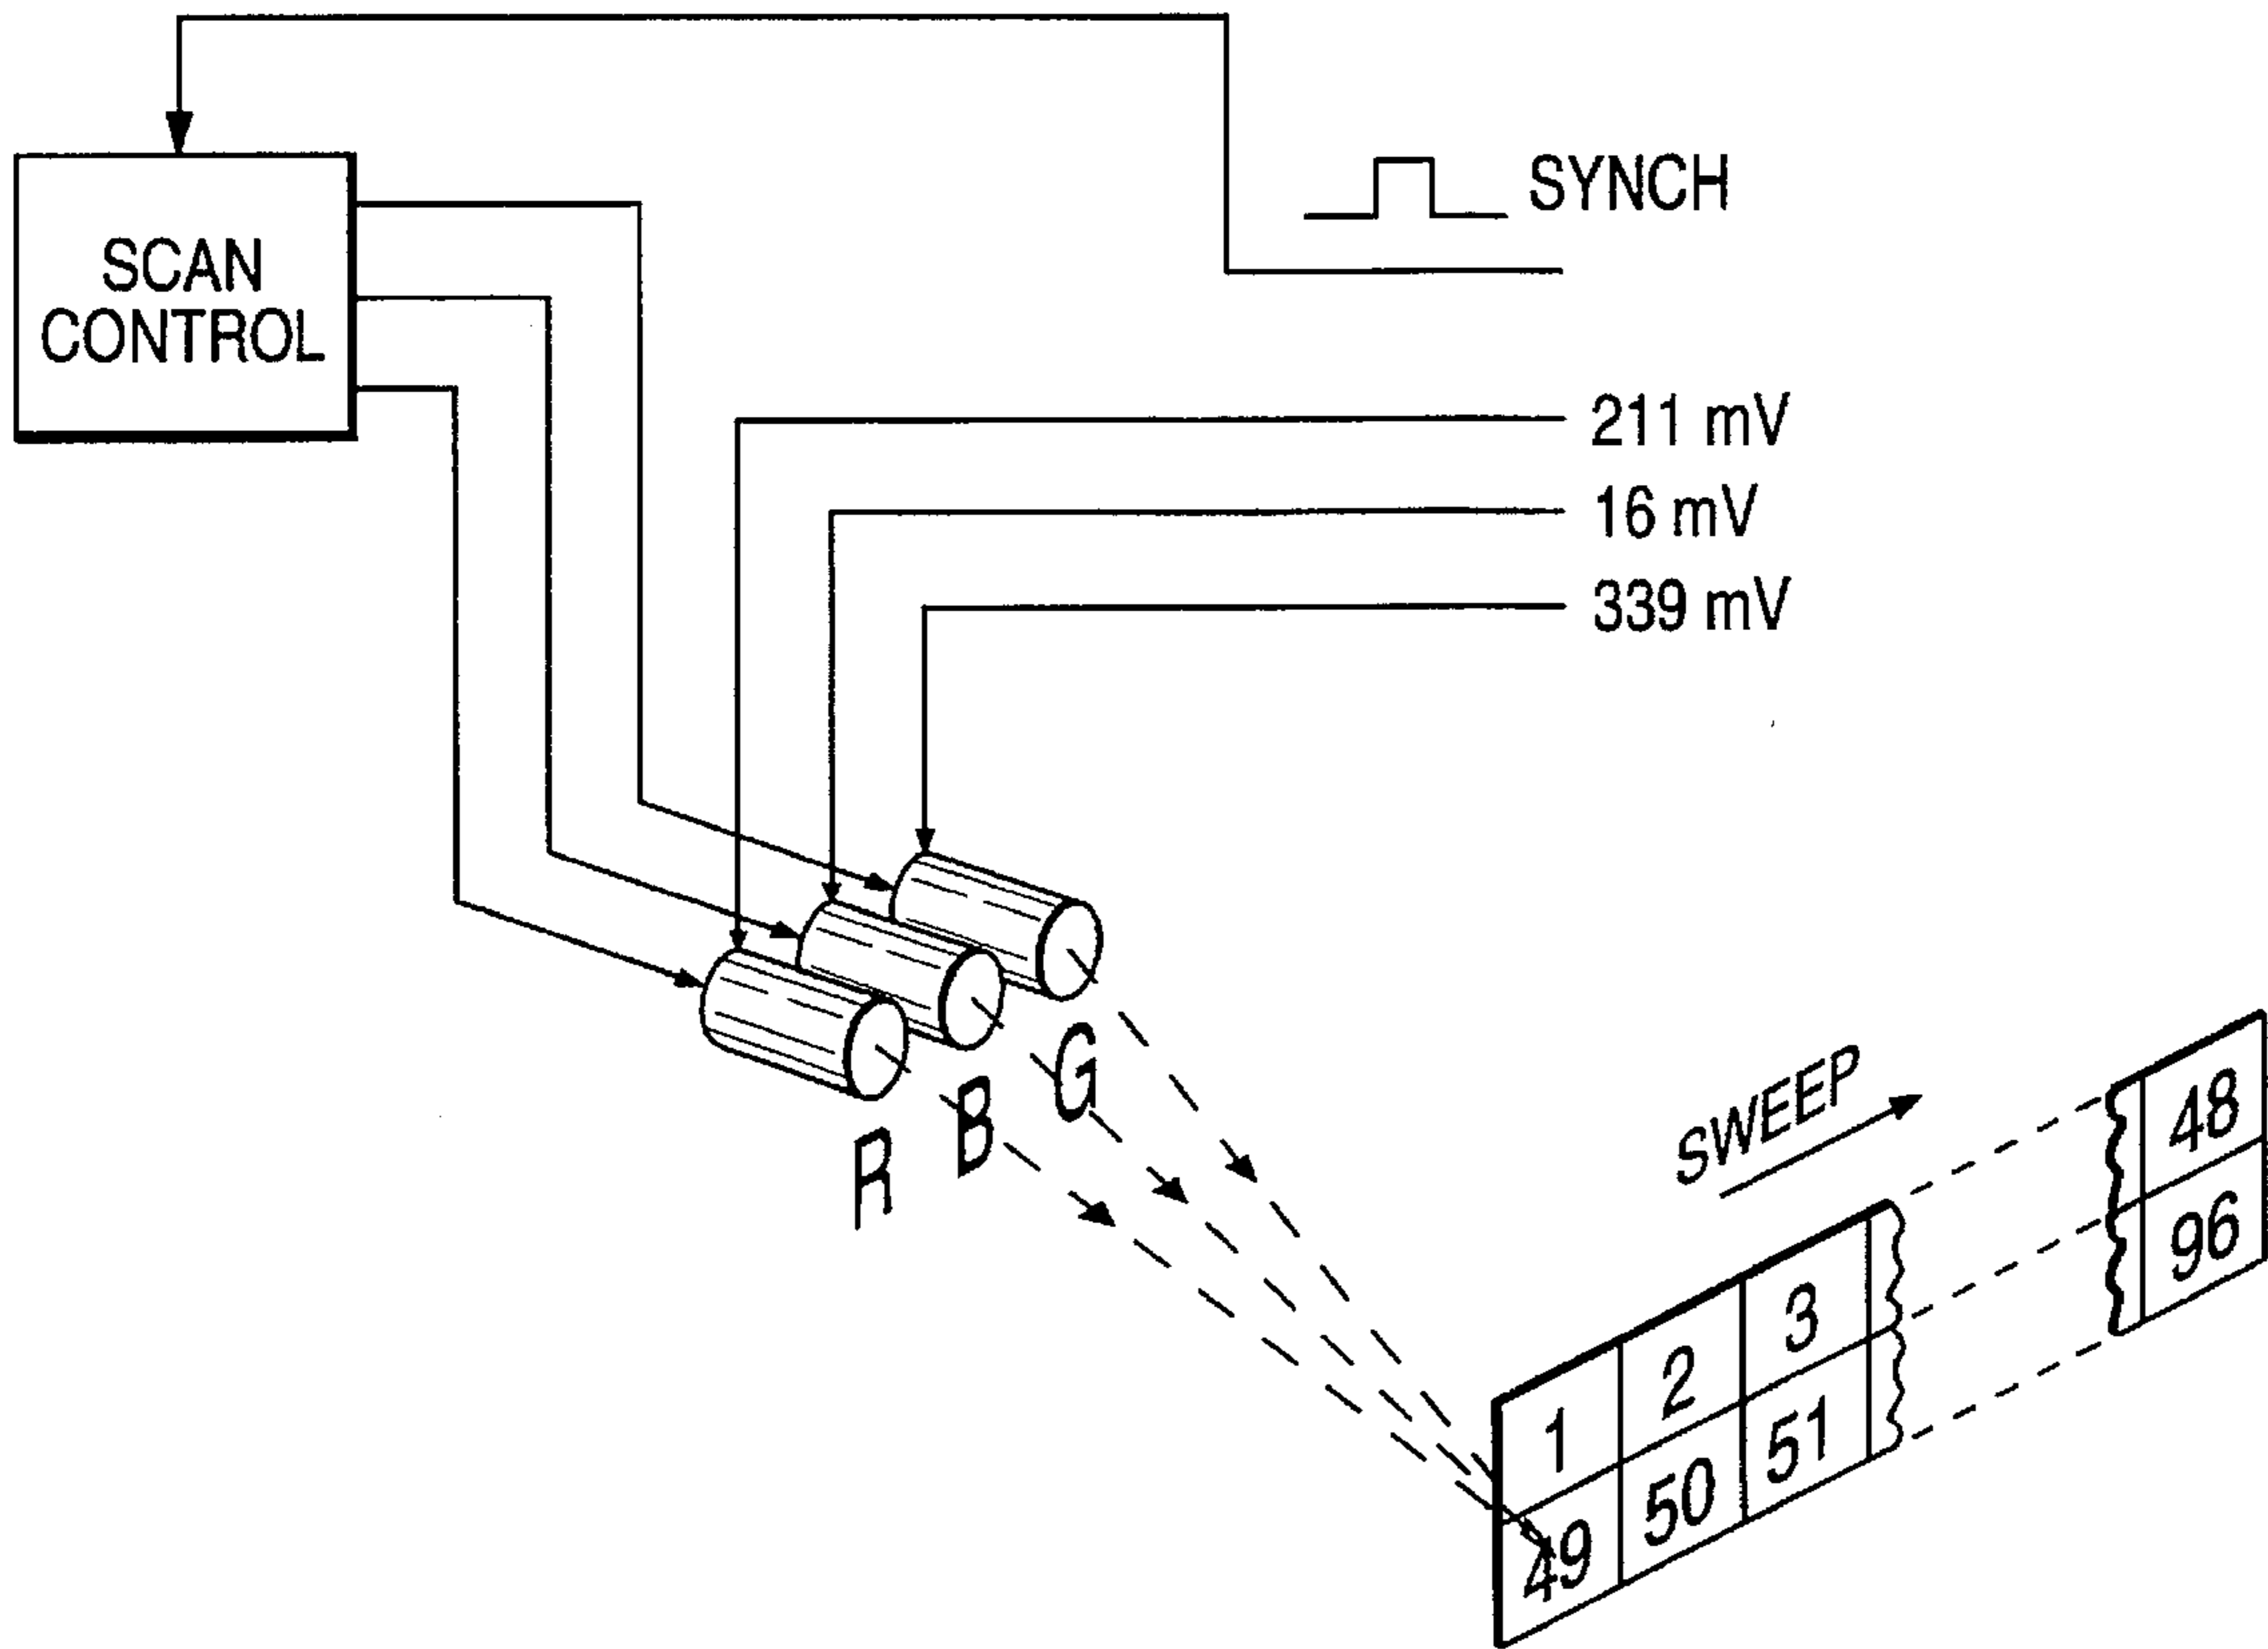 SYNCH
SCAN
CONTROL
211 mV
16 mV
339 mV
R B G
SWEEP
1 2 3 48
49 50 51 96